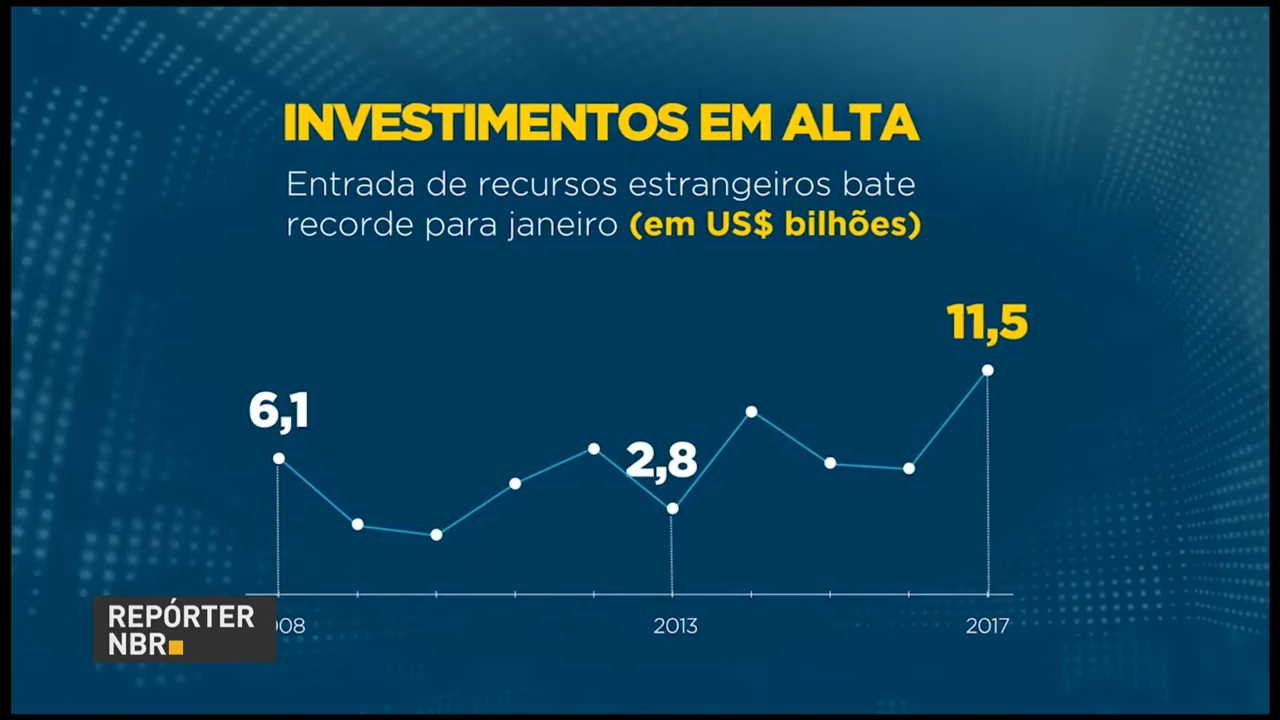 INVESTIMENTOS EM ALTA
Entrada de recursos estrangeiros bate
recorde para janeiro (em US$ bilhões)
11,5
6,1
2,8
08
2013
2017
REPÓRTER
NBR